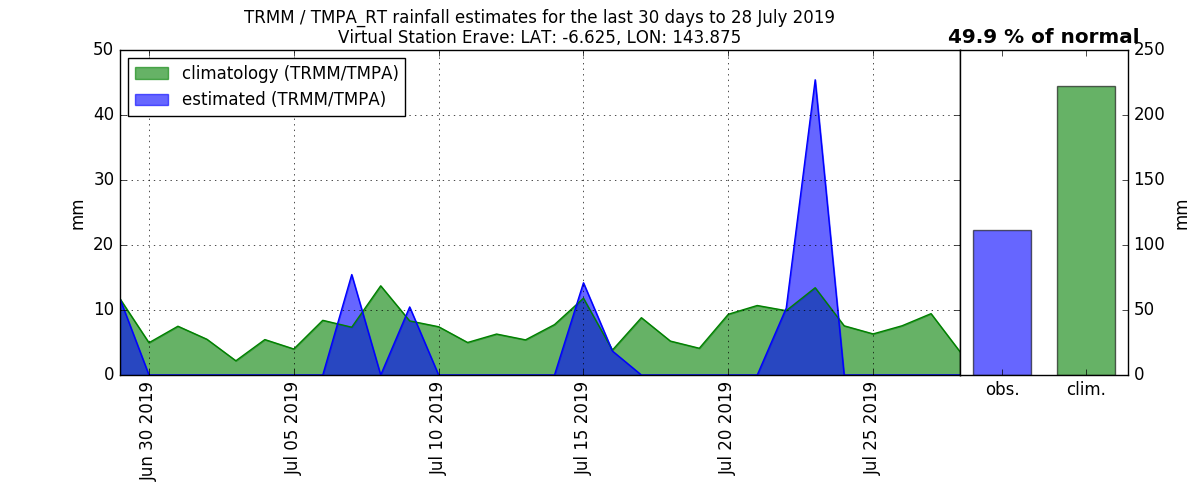 TRMM / TMPA_RT rainfall estimates for the last 30 days to 28 July 2019
Virtual Station Erave: LAT: -6.625, LON: 143.875
49.9 % of normal
climatology (TRMM/TMPA)
estimated (TRMM/TMPA)
50
40
30
20
10
0
mm
Jun 30 2019
Jul 05 2019
Jul 10 2019
Jul 15 2019
Jul 20 2019
Jul 25 2019
250
200
150
100
50
0
mm
obs.
clim.